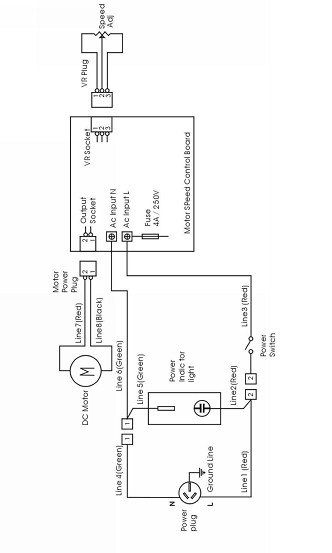 Speed
Adj
VR Plug
1 2 3
1 2 3
VR Socket
Motor SPeed Control Board
Output
Socket
2 1
Ac Input N
Ac Input L
Fuse
4A / 250V
Motor
Power
Plug
2 1
Line7(Red)
Line8(Black)
M
DC Motor
Line 6(Green)
Line 5(Green)
Line3 (Red)
Power
Switch
Power
Indic for
light
Line2(Red)
2
2
1
1
Line 4(Green)
Ground Line
Line1 (Red)
N
L
Power
plug